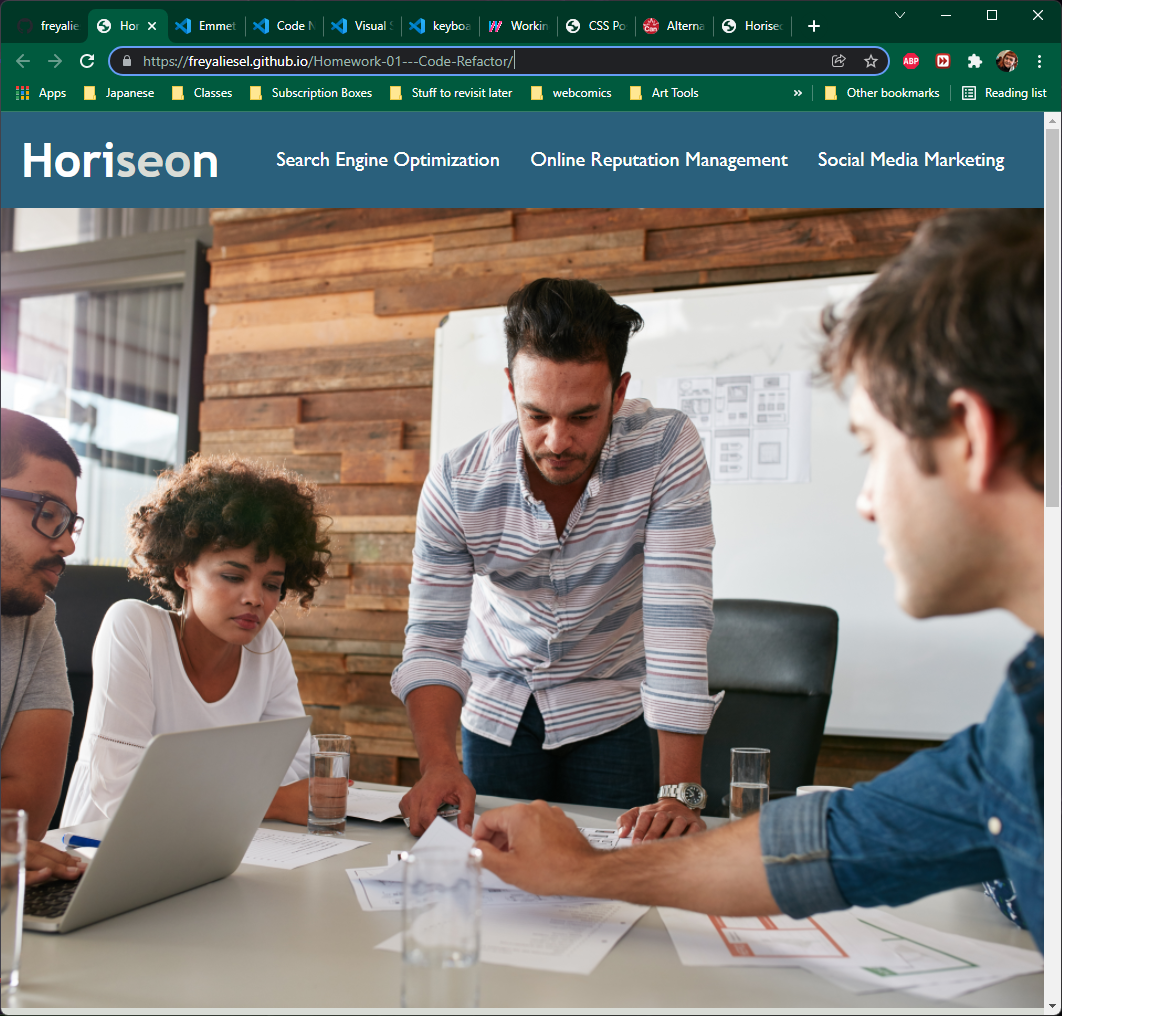 freyalie Hor Emmet Code N Visual S keyboa Workin CSS Po Alterna Horised
https://freyaliesel.github.io/Homework-01---Code-Refactor/
ABP
Apps Japanese Classes Subscription Boxes Stuff to revisit later webcomics Art Tools » Other bookmarks Reading list
Horiseon Search Engine Optimization Online Reputation Management Social Media Marketing